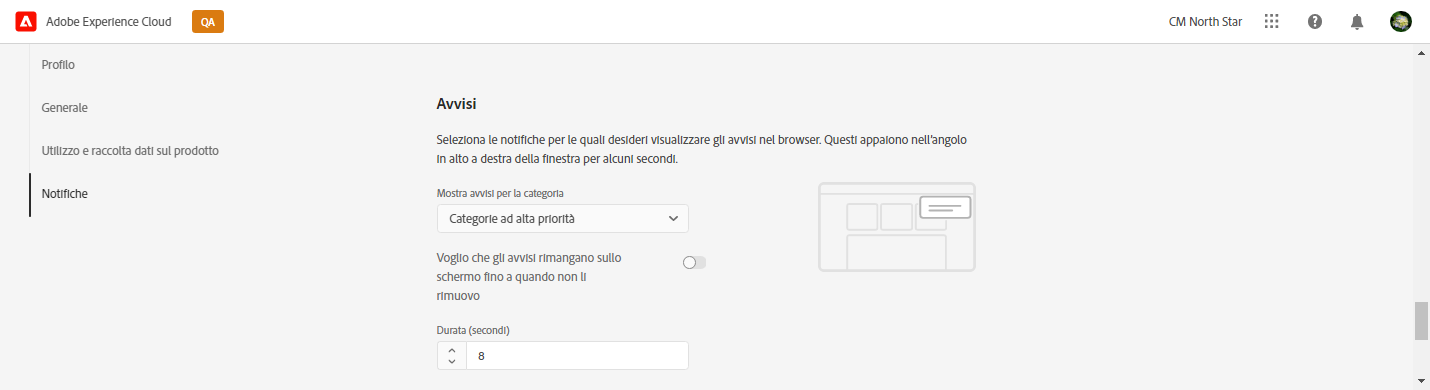 Adobe Experience Cloud
QA
CM North Star
Profilo
Generale
Utilizzo e raccolta dati sul prodotto
Notifiche
Avvisi
Seleziona le notifiche per le quali desideri visualizzare gli avvisi nel browser. Questi appaiono nell'angolo
in alto a destra della finestra per alcuni secondi.
Mostra avvisi per la categoria
Categorie ad alta priorità
Voglio che gli avvisi rimangano sullo
schermo fino a quando non li
rimuovo
Durata (secondi)
8